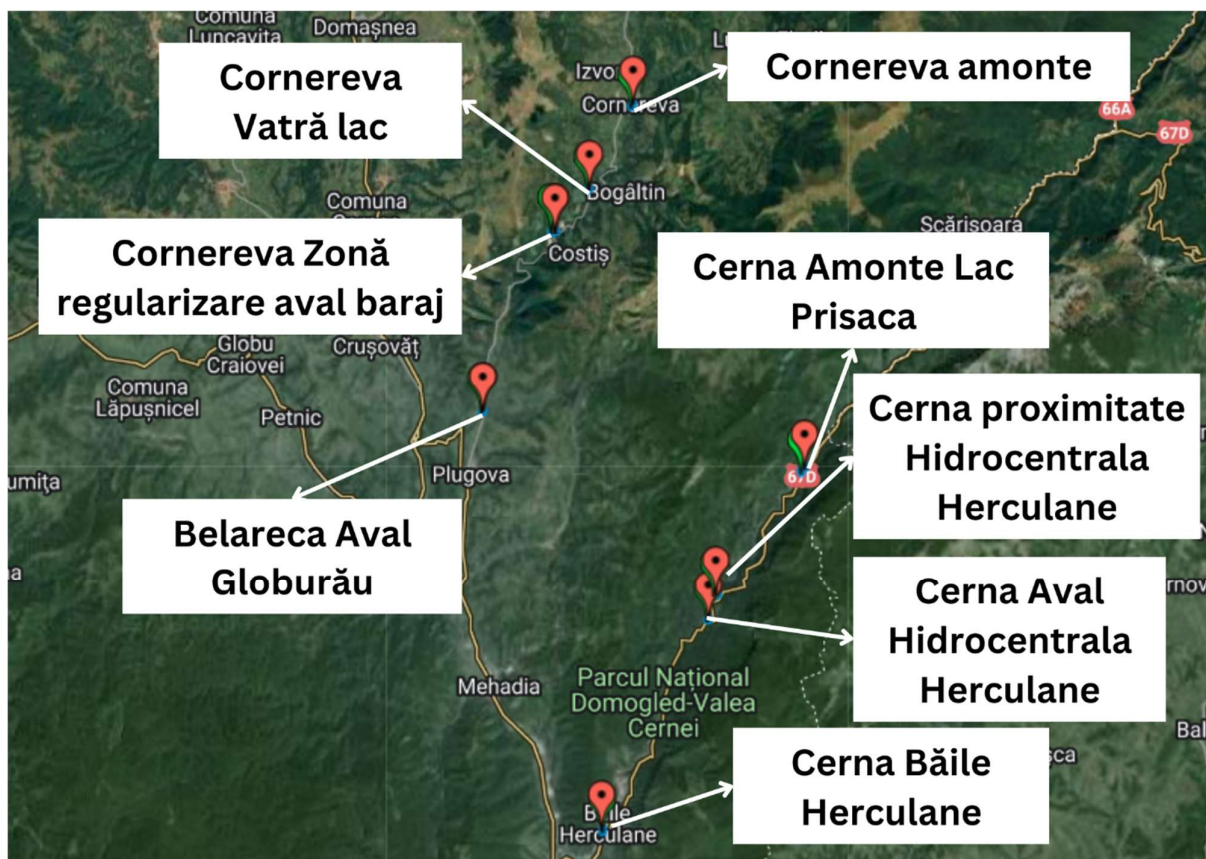 Comuna
Luncavița
Domașnea
Cornereva
Vatră lac
Izvo
Cornereva
Cornereva amonte
66A
67D
Bogâltin
Comuna
Scărișoara
Cornereva Zonă
regularizare aval baraj
Costiș
Cerna Amonte Lac
Prisaca
Globu
Craiovei
Crușovăț
Comuna
Lăpușnicel
Petnic
Cerna proximitate
Hidrocentrala
Herculane
Plugova
67D
umița
Belareca Aval
Globurău
Cerna Aval
Hidrocentrala
Herculane
Mehadia
Parcul Național
Domogled-Valea
Cernei
Cerna Băile
Herculane
Băile
Herculane